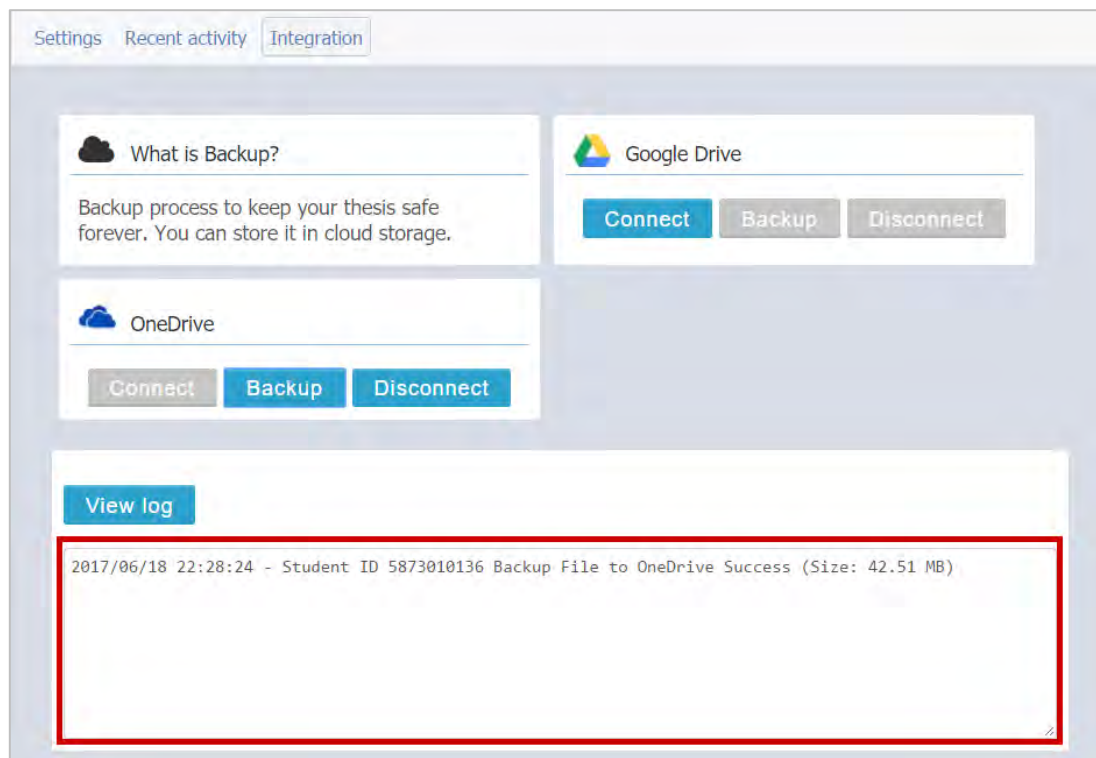 Settings Recent activity Integration
What is Backup?
Backup process to keep your thesis safe
forever. You can store it in cloud storage.
Google Drive
Connect Backup Disconnect
OneDrive
Connect Backup Disconnect
View log
2017/06/18 22:28:24 - Student ID 5873010136 Backup File to OneDrive Success (Size: 42.51 MB)